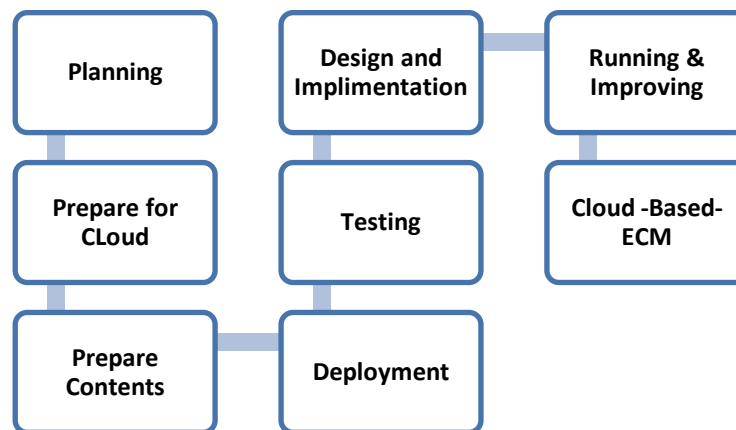 Planning
Prepare for
CLoud
Prepare
Contents
Deployment
Testing
Design and
Implimentation
Running &
Improving
Cloud -Based-
ECM